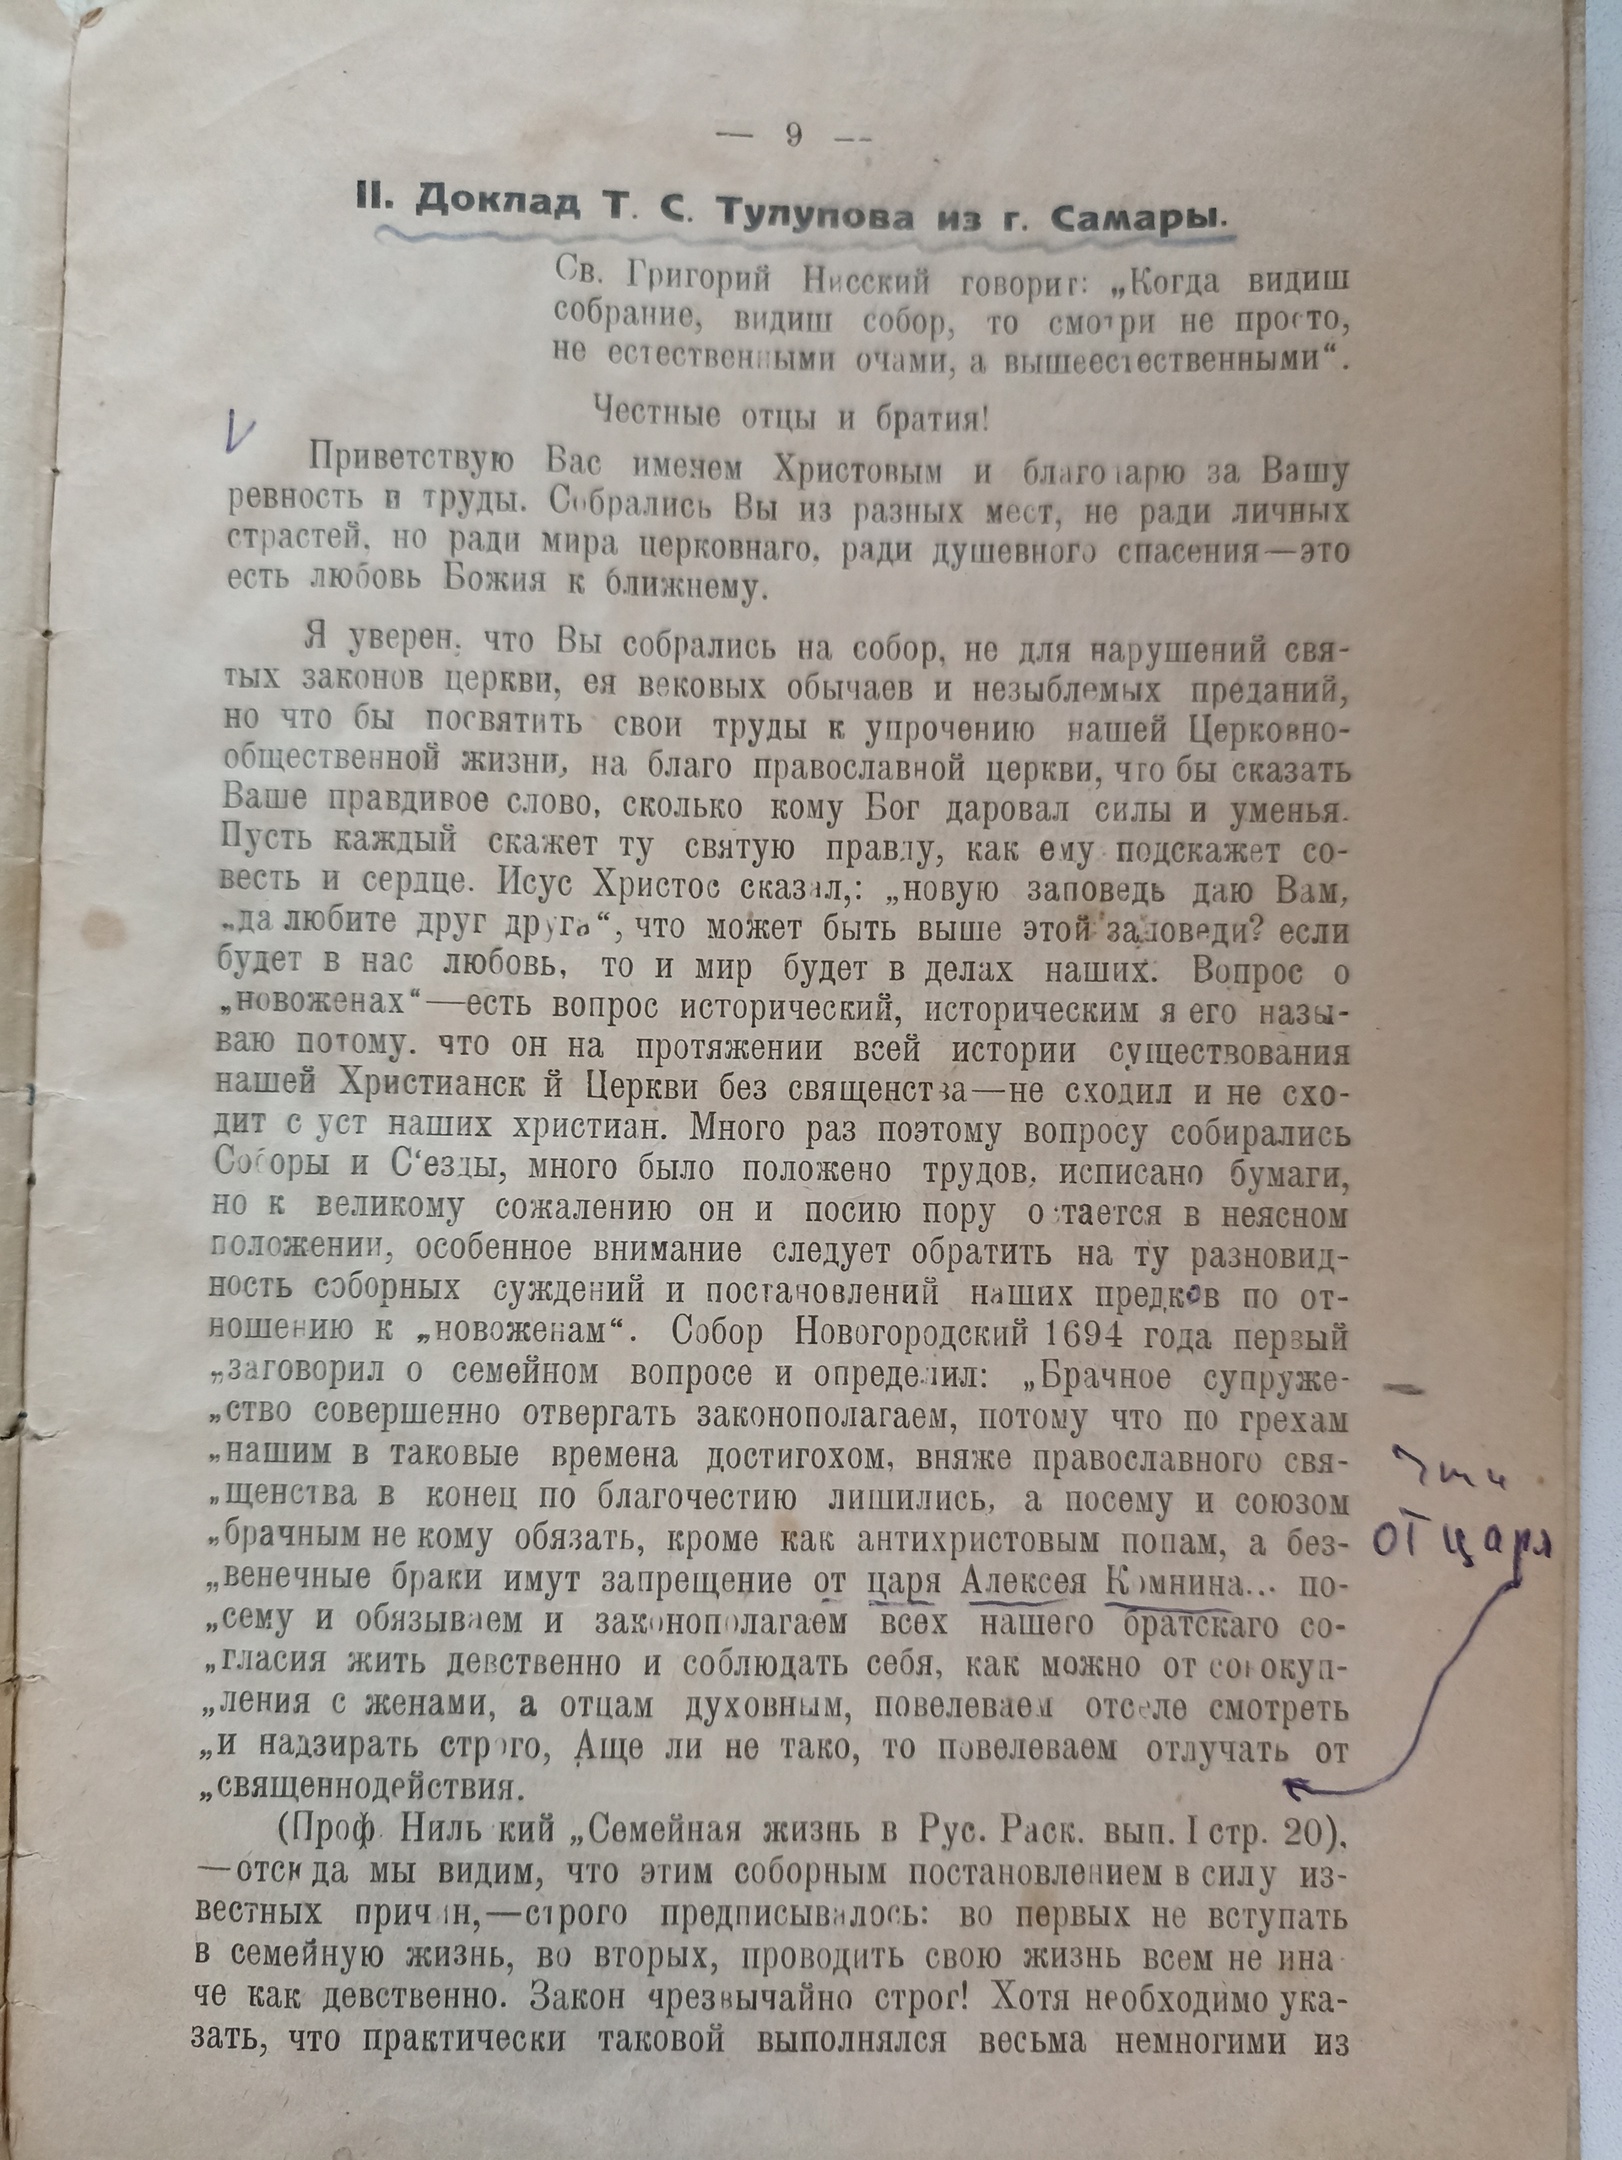 — 9 —
II. Доклад Т. С. Тулупова из г. Самары.
Св. Григорий Нисский говорит: „Когда видиш
собрание, видиш собор, то смотри не просто,
не естественными очами, а вышеестественными“.
Честные отцы и братия!
Приветствую Вас именем Христовым и благодарю за Вашу
ревность и труды. Собрались Вы из разных мест, не ради личных
страстей, но ради мира церковнаго, ради душевного спасения—это
есть любовь Божия к ближнему.
Я уверен, что Вы собрались на собор, не для нарушений свя-
тых законов церкви, ея вековых обычаев и незыблемых преданий,
но что бы посвятить свои труды к упрочению нашей Церковно-
общественной жизни, на благо православной церкви, что бы сказать
Ваше правдивое слово, сколько кому Бог даровал силы и уменья.
Пусть каждый скажет ту святую правду, как ему подскажет со-
весть и сердце. Исус Христос сказал,: „новую заповедь даю Вам,
„да любите друг друга“, что может быть выше этой заповеди? если
будет в нас любовь, то и мир будет в делах наших. Вопрос о
„новоженах“—есть вопрос исторический, историческим я его назы-
ваю потому. что он на протяжении всей истории существования
нашей Христианск й Церкви без священства—не сходил и не схо-
дит с уст наших христиан. Много раз поэтому вопросу собирались
Соборы и С‘езды, много было положено трудов, исписано бумаги,
но к великому сожалению он и посию пору остается в неясном
положении, особенное внимание следует обратить на ту разновид-
ность соборных суждений и постановлений наших предков по от-
ношению к „новоженам“. Собор Новогородский 1694 года первый
„заговорил о семейном вопросе и определил: „Брачное супруже-
„ство совершенно отвергать законополагаем, потому что по грехам
„нашим в таковые времена достигохом, вняже православного свя-
„щенства в конец по благочестию лишились, а посему и союзом
„брачным не кому обязать, кроме как антихристовым попам, а без-
„венечные браки имут запрещение от царя Алексея Комнина... по-
„сему и обязываем и законополагаем всех нашего братскаго со-
„гласия жить девственно и соблюдать себя, как можно от совокуп-
„ления с женами, а отцам духовным, повелеваем отселе смотреть
„и надзирать строго, Аще ли не тако, то повелеваем отлучать от
„священнодействия.
(Проф. Ниль кий „Семейная жизнь в Рус. Раск. вып. I стр. 20),
—отсюда мы видим, что этим соборным постановлением в силу из-
вестных причин,—строго предписывалось: во первых не вступать
в семейную жизнь, во вторых, проводить свою жизнь всем не ина
че как девственно. Закон чрезвычайно строг! Хотя необходимо ука-
зать, что практически таковой выполнялся весьма немногими из
от царя